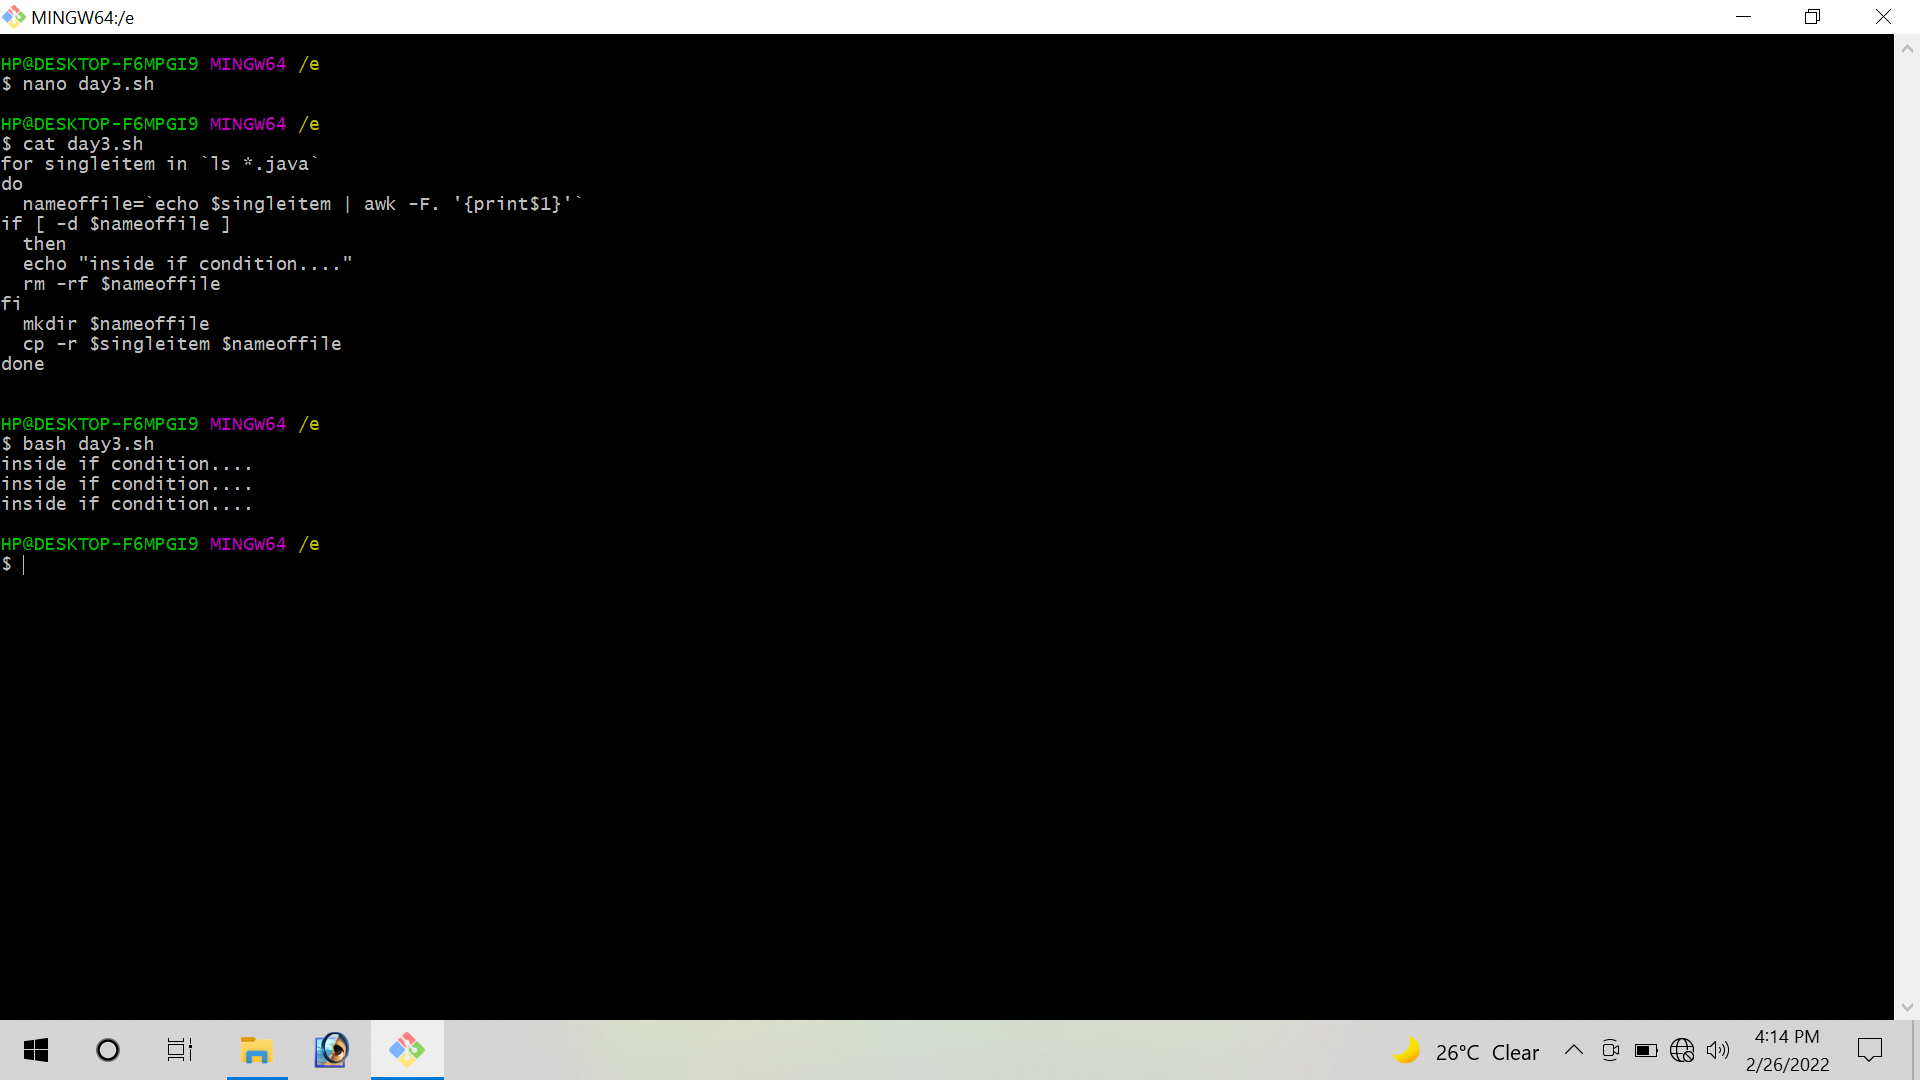 MINGW64:/e
HP@DESKTOP-F6MPGI9 MINGW64 /e
$ nano day3.sh
HP@DESKTOP-F6MPGI9 MINGW64 /e
$ cat day3.sh
for singleitem in `ls *.java`
do
  nameoffile=`echo $singleitem | awk -F. '{print$1}'`
if [ -d $nameoffile ]
  then
  echo "inside if condition...."
  rm -rf $nameoffile
fi
  mkdir $nameoffile
  cp -r $singleitem $nameoffile
done
HP@DESKTOP-F6MPGI9 MINGW64 /e
$ bash day3.sh
inside if condition....
inside if condition....
inside if condition....
HP@DESKTOP-F6MPGI9 MINGW64 /e
$
26°C Clear
4:14 PM
2/26/2022